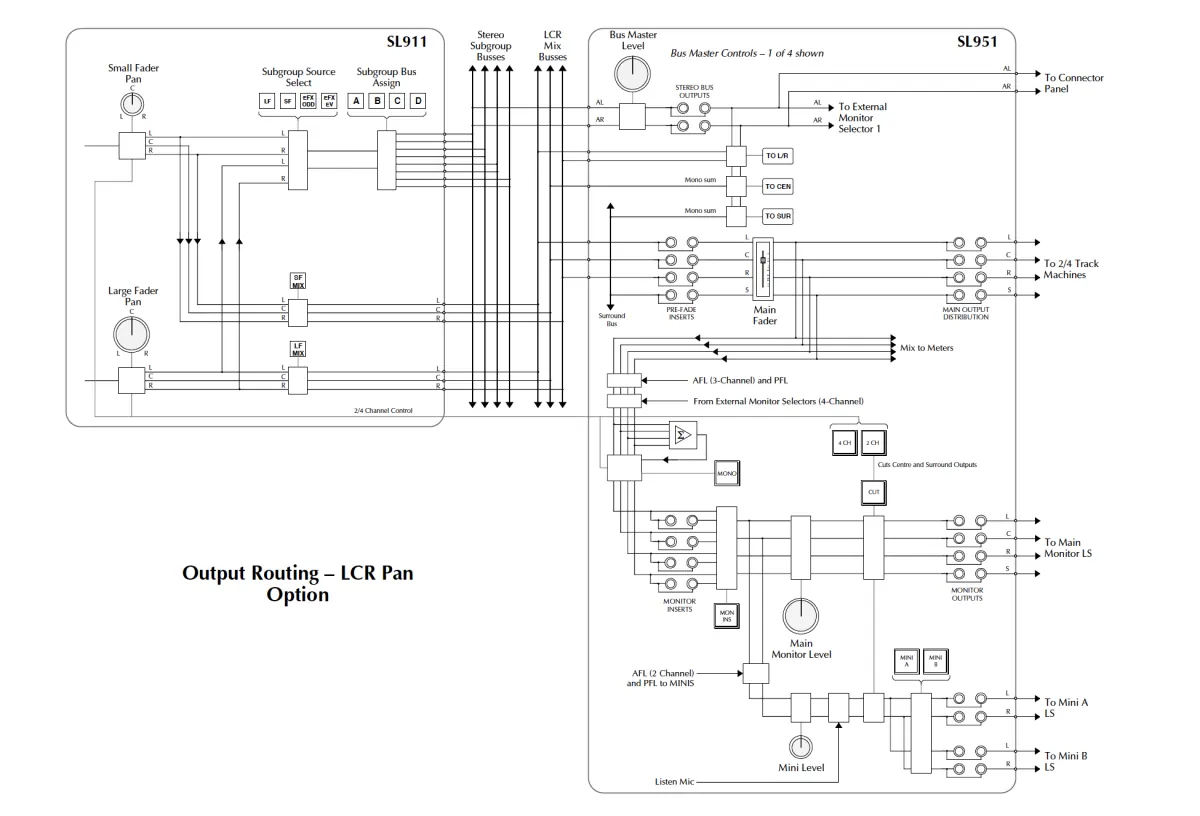 SL911
Small Fader
Pan
C
L R
Subgroup Source
Select
LF SF EFX ODD EFX EV
Subgroup Bus
Assign
A B C D
L
C
R
L
R
L
R
SF
MIX
L
C
R
L
C
R
Large Fader
Pan
C
L R
LF
MIX
L
C
R
L
C
R
L
C
R
2/4 Channel Control
Stereo
Subgroup
Busses
LCR
Mix
Busses
Bus Master
Level
Bus Master Controls – 1 of 4 shown
SL951
STEREO BUS
OUTPUTS
AL
AR
AL
AR
To Connector
Panel
AL
AR
To External
Monitor
Selector 1
TO L/R
Mono sum
TO CEN
Mono sum
TO SUR
L
C
R
S
Surround
Bus
PRE-FADE
INSERTS
Main
Fader
MAIN OUTPUT
DISTRIBUTION
L
C
R
S
To 2/4 Track
Machines
Mix to Meters
AFL (3-Channel) and PFL
From External Monitor Selectors (4-Channel)
Σ
MONO
4 CH 2 CH
Cuts Centre and Surround Outputs
CUT
MONITOR
INSERTS
MON
INS
Main
Monitor Level
MONITOR
OUTPUTS
L
C
R
S
To Main
Monitor LS
AFL (2 Channel)
and PFL to MINIS
MINI
A
MINI
B
Mini Level
Listen Mic
L
R
To Mini A
LS
L
R
To Mini B
LS
Output Routing – LCR Pan
Option